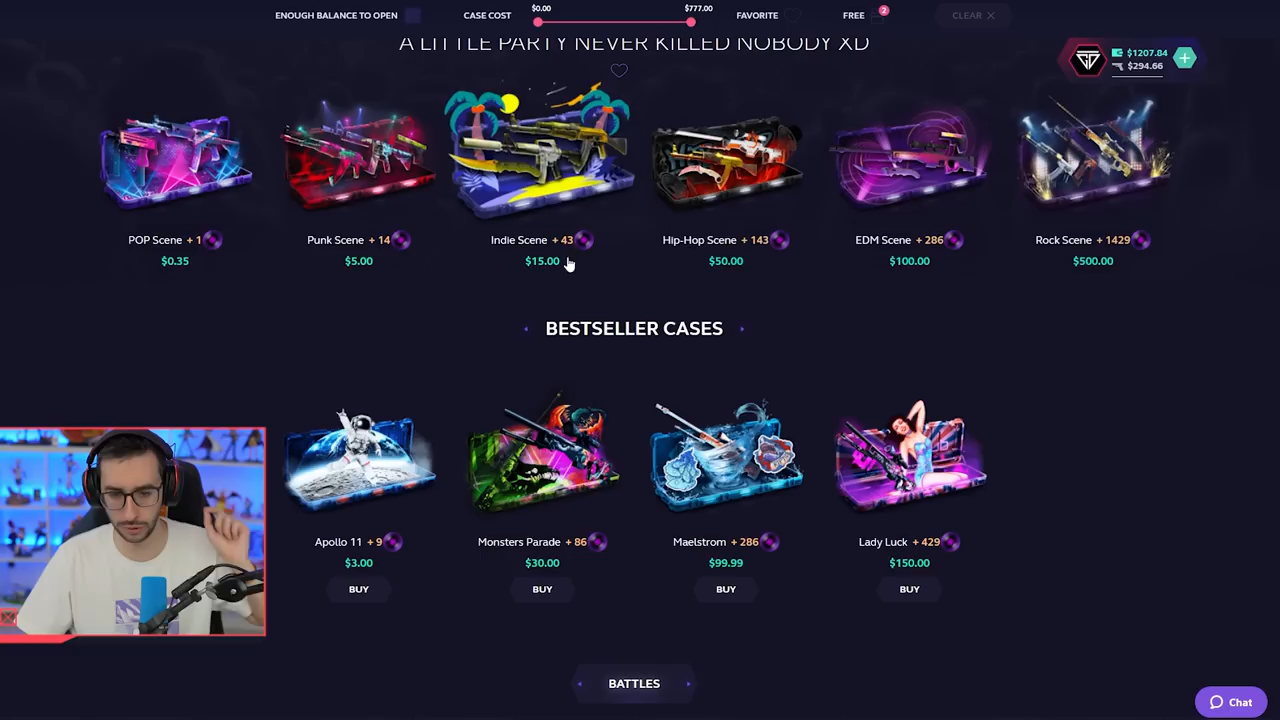 ENOUGH BALANCE TO OPEN
CASE COST
$0.00
$777.00
FAVORITE
FREE
2
CLEAR
A LITTLE PARTY NEVER KILLED NOBODY XD
$1207.84
$294.66
POP Scene + 1
$0.35
Punk Scene + 14
$5.00
Indie Scene + 43
$15.00
Hip-Hop Scene + 143
$50.00
EDM Scene + 286
$100.00
Rock Scene + 1429
$500.00
BESTSELLER CASES
Apollo 11 + 9
$3.00
BUY
Monsters Parade + 86
$30.00
BUY
Maelstrom + 286
$99.99
BUY
Lady Luck + 429
$150.00
BUY
BATTLES
Chat